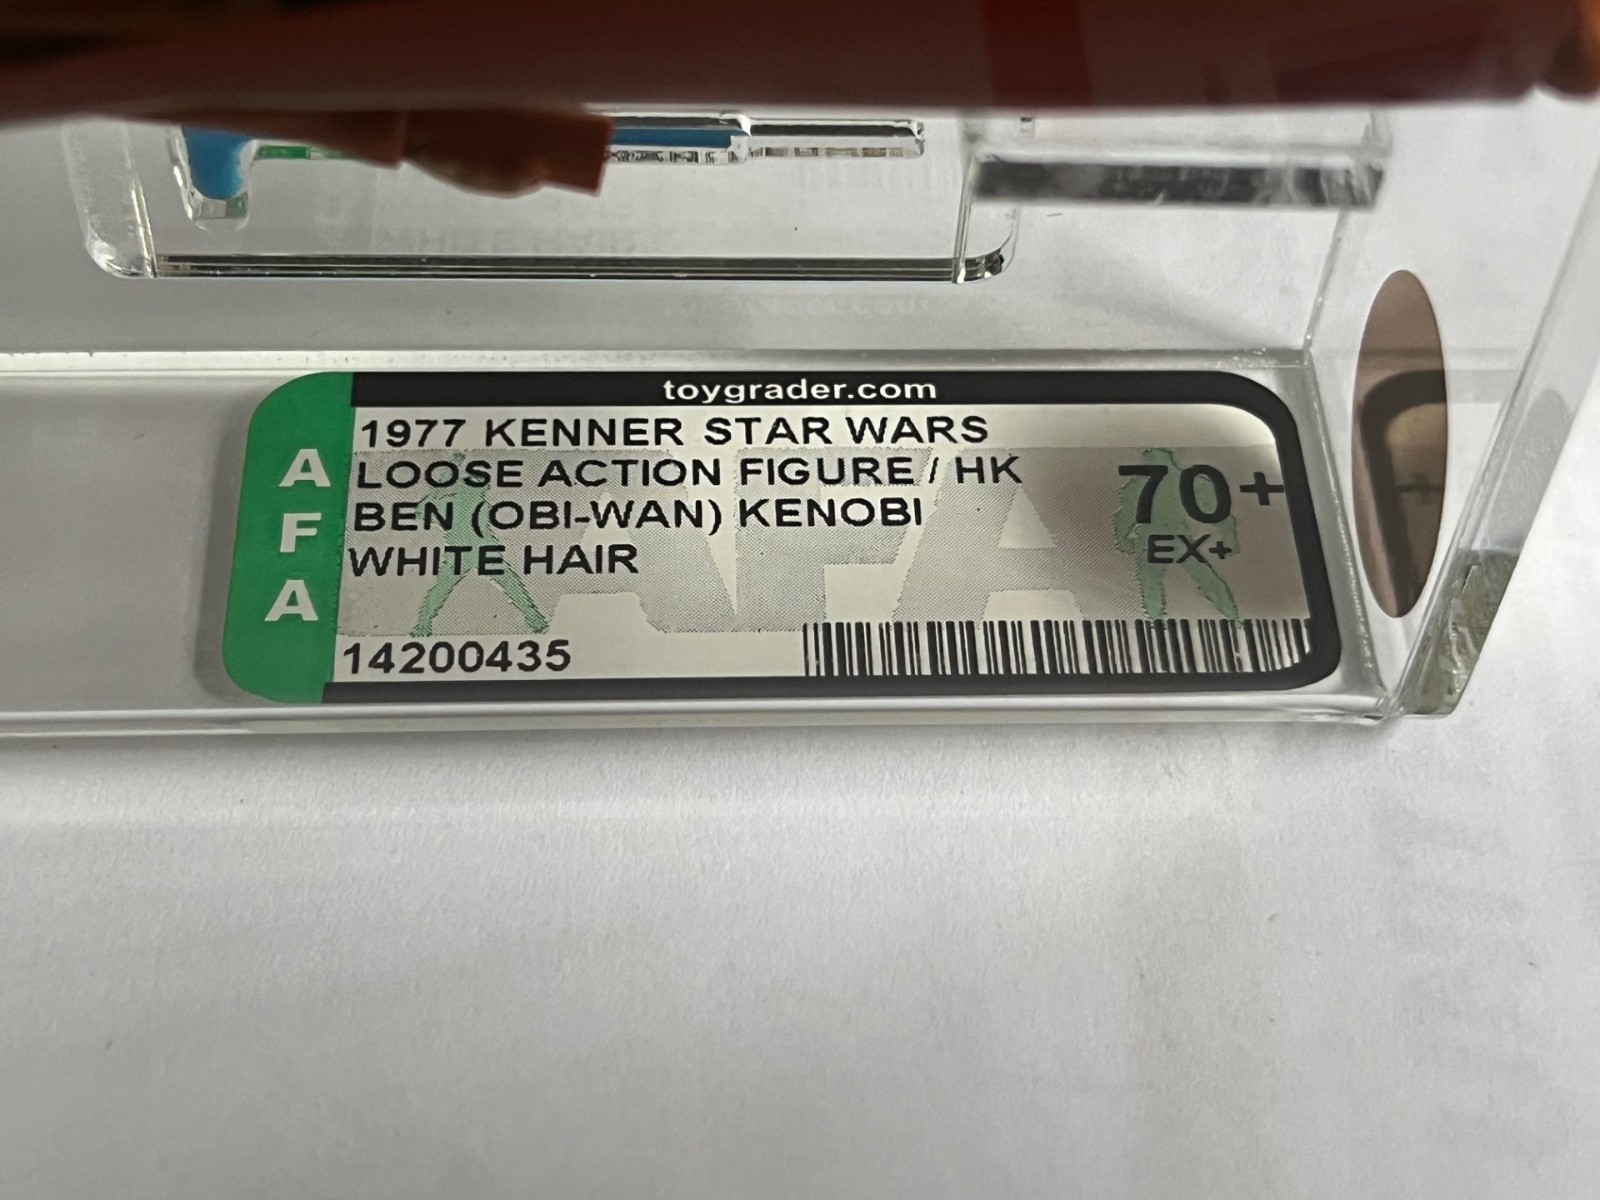 toygrader.com
AFA
1977 KENNER STAR WARS
LOOSE ACTION FIGURE / HK
BEN (OBI-WAN) KENOBI
WHITE HAIR
70+
EX+
14200435